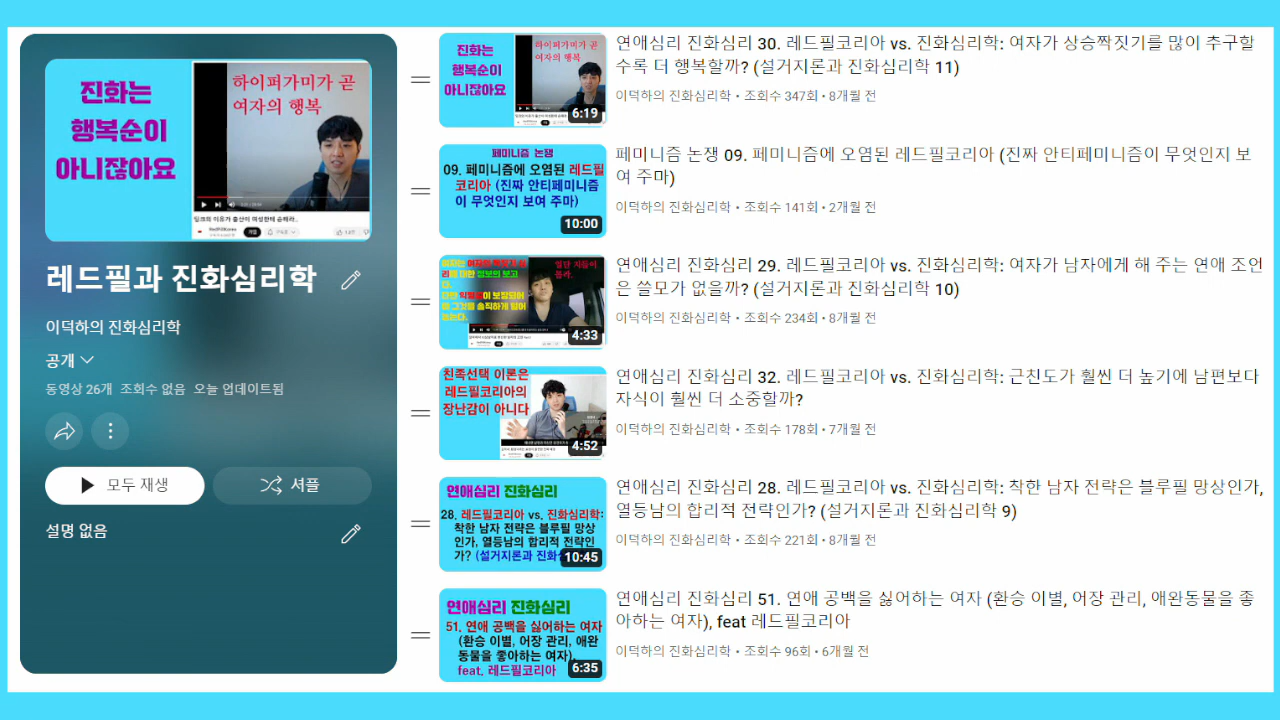 진화는
행복순이
아니잖아요
하이퍼가미가 곧
여자의 행복
레드필과 진화심리학
이덕하의 진화심리학
공개
동영상 26개 조회수 없음 오늘 업데이트됨
모두 재생
셔플
설명 없음
진화는
행복순이
아니잖아요
하이퍼가미가 곧
여자의 행복
6:19
연애심리 진화심리 30. 레드필코리아 vs. 진화심리학: 여자가 상승짝짓기를 많이 추구할
수록 더 행복할까? (설거지론과 진화심리학 11)
이덕하의 진화심리학 • 조회수 347회 • 8개월 전
페미니즘 논쟁
09. 페미니즘에 오염된 레드필
코리아 (진짜 안티페미니즘
이 무엇인지 보여 주마)
10:00
페미니즘 논쟁 09. 페미니즘에 오염된 레드필코리아 (진짜 안티페미니즘이 무엇인지 보
여 주마)
이덕하의 진화심리학 • 조회수 141회 • 2개월 전
4:33
연애심리 진화심리 29. 레드필코리아 vs. 진화심리학: 여자가 남자에게 해 주는 연애 조언
은 쓸모가 없을까? (설거지론과 진화심리학 10)
이덕하의 진화심리학 • 조회수 234회 • 8개월 전
친족선택 이론은
레드필코리아의
장난감이 아니다
4:52
연애심리 진화심리 32. 레드필코리아 vs. 진화심리학: 근친도가 훨씬 더 높기에 남편보다
자식이 훨씬 더 소중할까?
이덕하의 진화심리학 • 조회수 178회 • 7개월 전
연애심리 진화심리
28. 레드필코리아 vs. 진화심리학:
착한 남자 전략은 블루필 망상
인가, 열등남의 합리적 전략인
가? (설거지론과 진화
10:45
연애심리 진화심리 28. 레드필코리아 vs. 진화심리학: 착한 남자 전략은 블루필 망상인가,
열등남의 합리적 전략인가? (설거지론과 진화심리학 9)
이덕하의 진화심리학 • 조회수 221회 • 8개월 전
연애심리 진화심리
51. 연애 공백을 싫어하는 여자
(환승 이별, 어장 관리, 애완
동물을 좋아하는 여자),
feat. 레드필코리아
6:35
연애심리 진화심리 51. 연애 공백을 싫어하는 여자 (환승 이별, 어장 관리, 애완동물을 좋
아하는 여자), feat 레드필코리아
이덕하의 진화심리학 • 조회수 96회 • 6개월 전